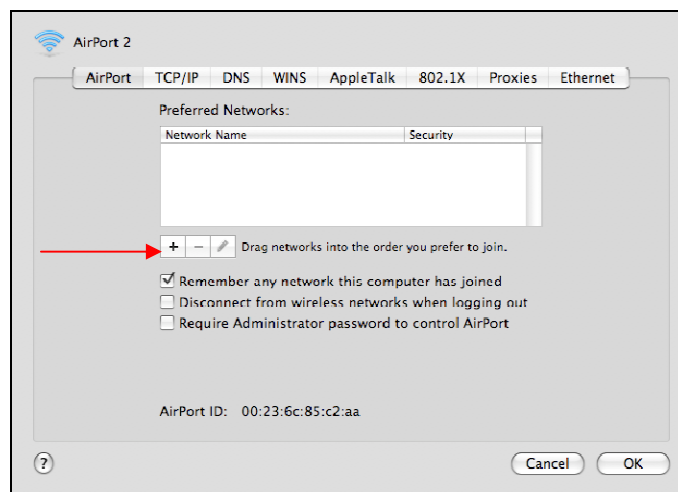 AirPort 2
AirPort TCP/IP DNS WINS AppleTalk 802.1X Proxies Ethernet
Preferred Networks:
Network Name Security
+ − Drag networks into the order you prefer to join.
Remember any network this computer has joined
Disconnect from wireless networks when logging out
Require Administrator password to control AirPort
AirPort ID: 00:23:6c:85:c2:aa
? Cancel OK